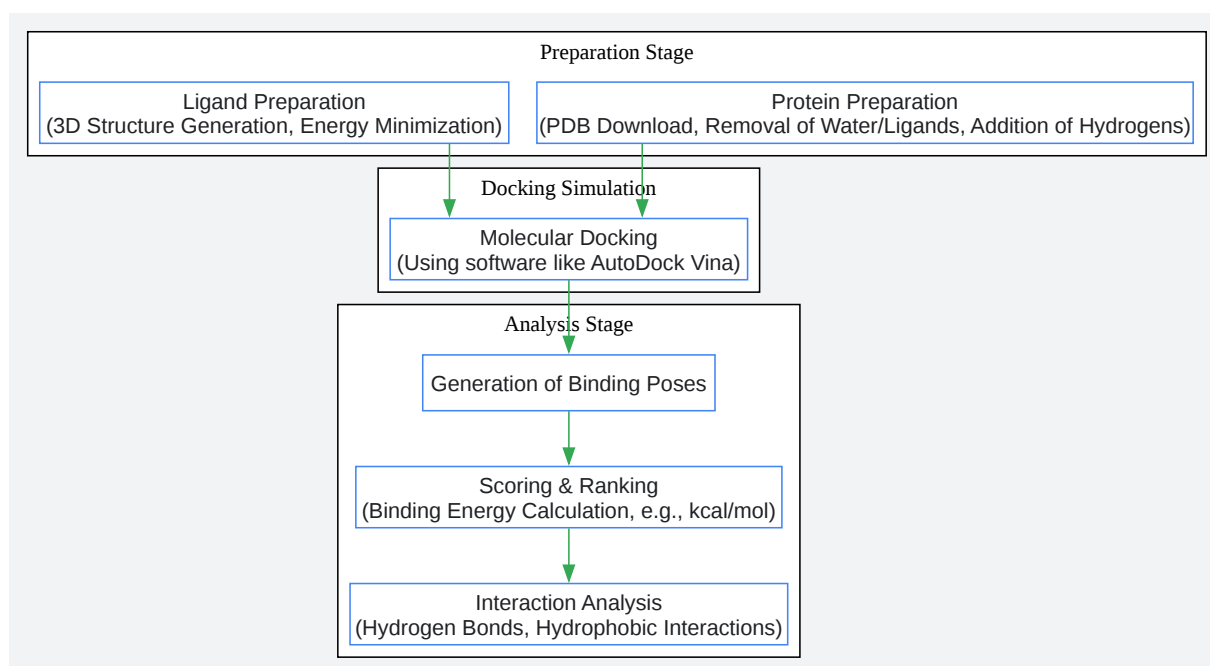 Preparation Stage
Ligand Preparation
(3D Structure Generation, Energy Minimization)
Protein Preparation
(PDB Download, Removal of Water/Ligands, Addition of Hydrogens)
Docking Simulation
Molecular Docking
(Using software like AutoDock Vina)
Analysis Stage
Generation of Binding Poses
Scoring & Ranking
(Binding Energy Calculation, e.g., kcal/mol)
Interaction Analysis
(Hydrogen Bonds, Hydrophobic Interactions)